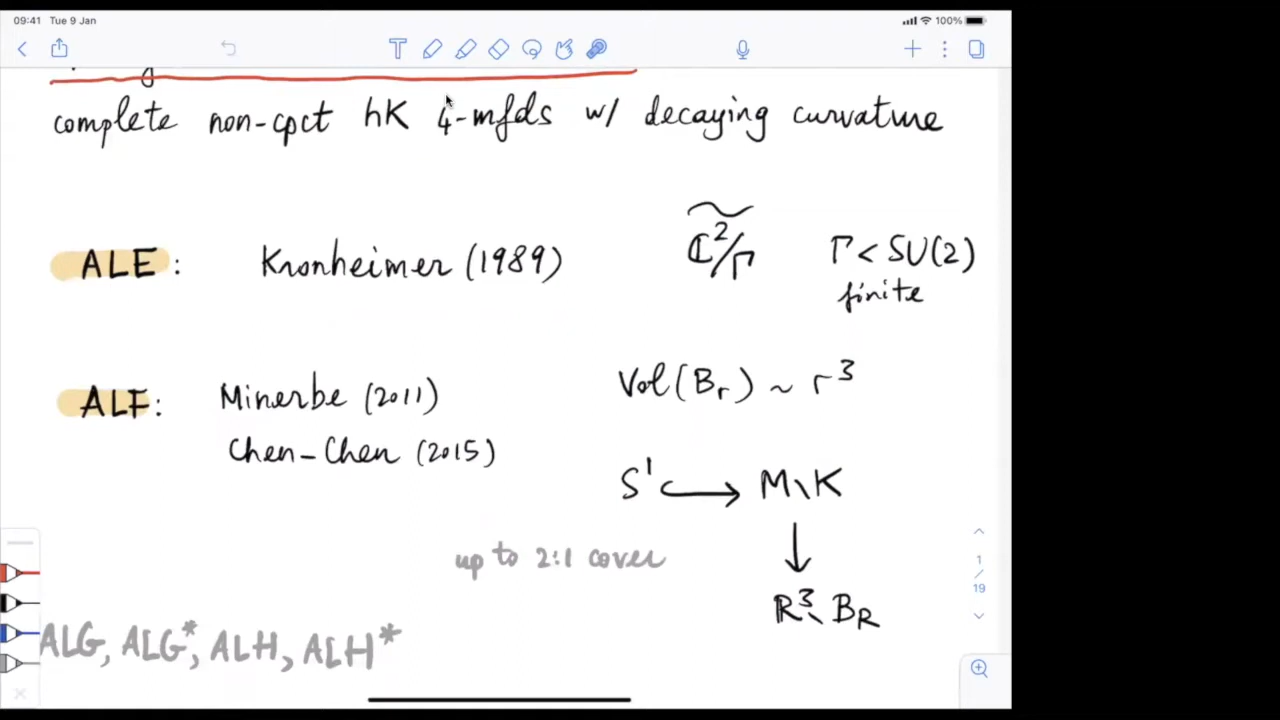 09:41 Tue 9 Jan
100%
complete non-cpct hK 4-mfds w/ decaying curvature
ALE: Kronheimer (1989) ℂ²/Γ Γ < SU(2)
finite
ALF: Minerbe (2011) Vol(B_r) ~ r³
Chen-Chen (2015)
S¹ ↪ M\K
↓
up to 2:1 cover
ℝ³\B_R
ALG, ALG*, ALH, ALH*
1
/
19